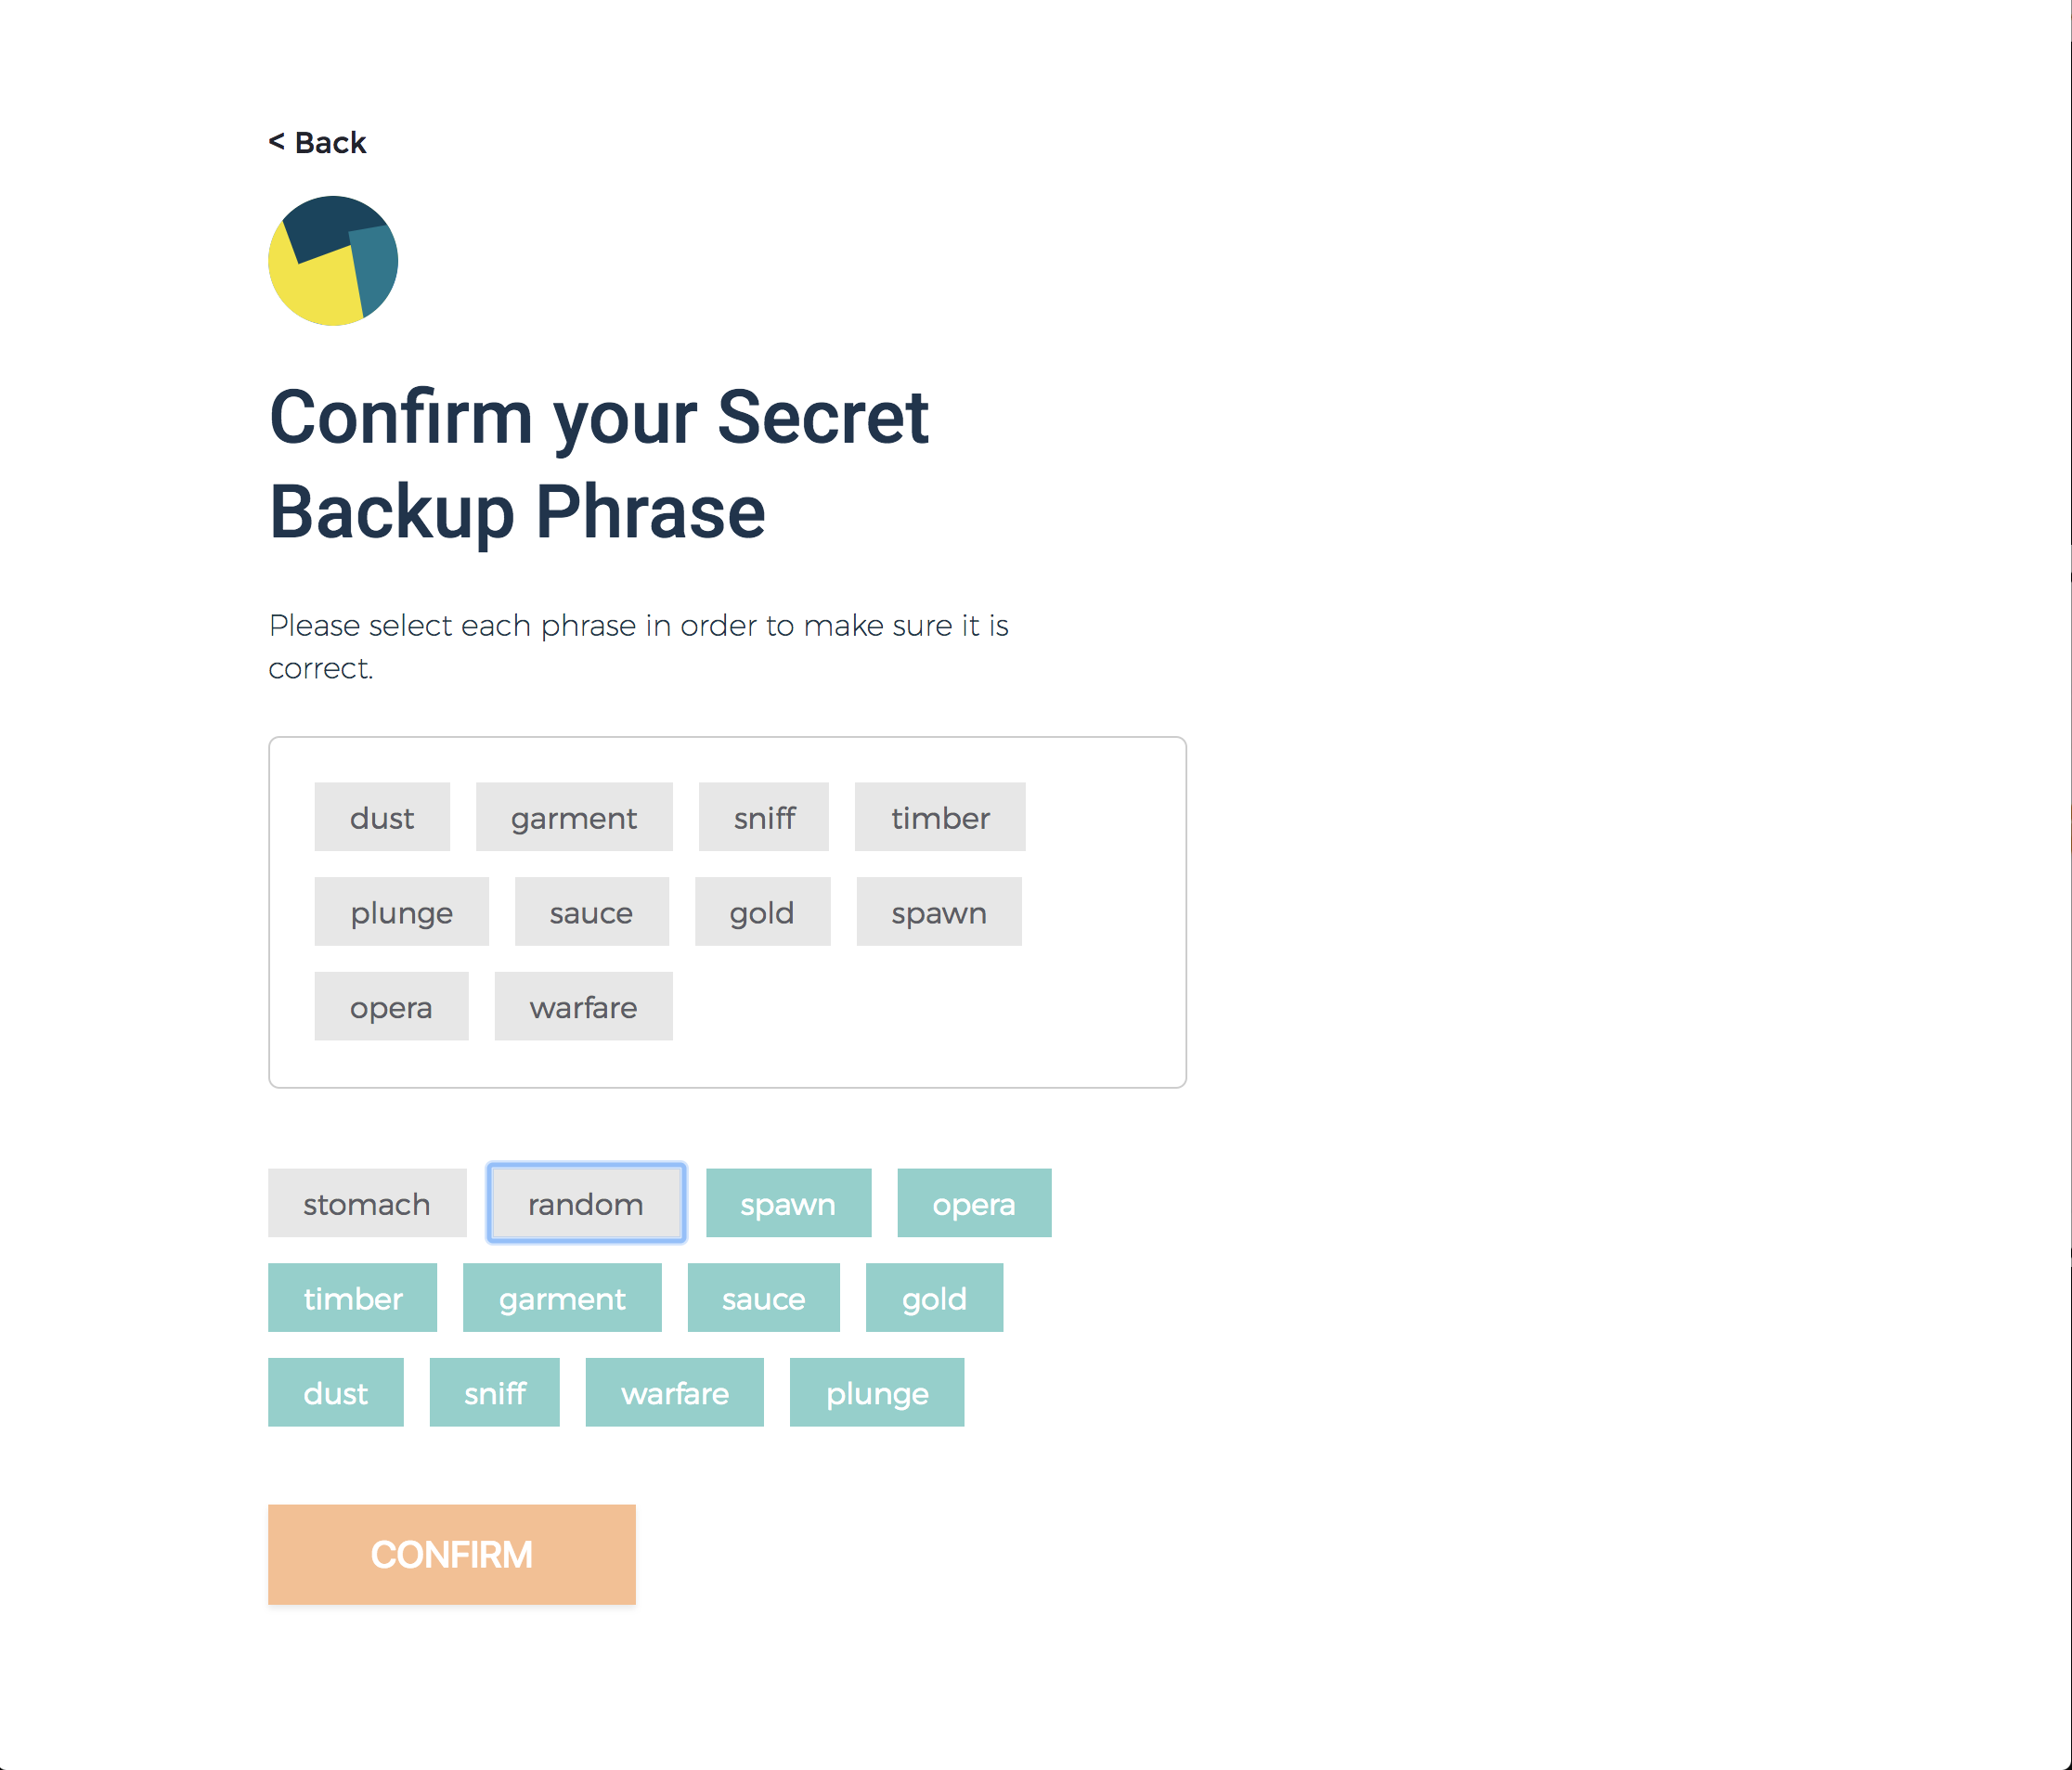 < Back
Confirm your Secret
Backup Phrase
Please select each phrase in order to make sure it is
correct.
dust garment sniff timber
plunge sauce gold spawn
opera warfare
stomach random spawn opera
timber garment sauce gold
dust sniff warfare plunge
CONFIRM